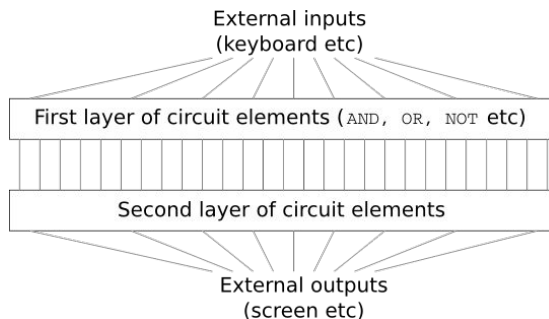 External inputs
(keyboard etc)
First layer of circuit elements (AND, OR, NOT etc)
Second layer of circuit elements
External outputs
(screen etc)